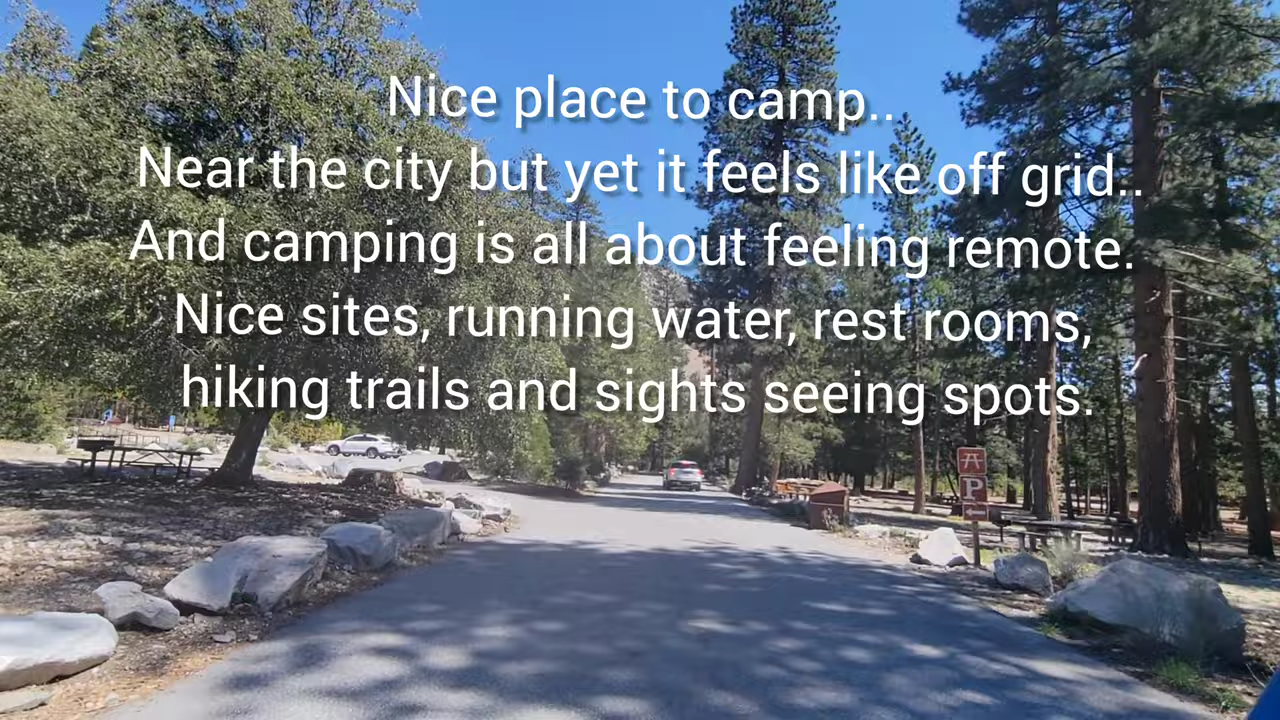 Nice place to camp..
Near the city but yet it feels like off grid..
And camping is all about feeling remote.
Nice sites, running water, rest rooms,
hiking trails and sights seeing spots.
P